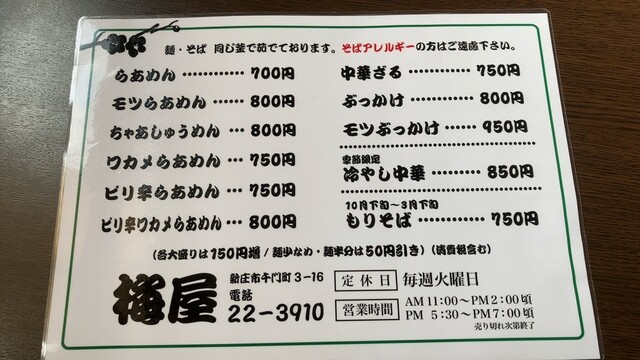 麺・そば 同じ釜で茹でております。そばアレルギーの方はご遠慮下さい。
らあめん ………… 700円
モツらあめん …… 800円
ちゃあしゅうめん … 800円
ワカメらあめん …… 750円
ピリ辛らあめん …… 750円
ピリ辛ワカメらあめん … 800円
中華ざる ………… 750円
ぶっかけ ………… 800円
モツぶっかけ …… 950円
季節限定
冷やし中華 ………… 850円
10月下旬〜3月下旬
もりそば ………… 750円
(各大盛りは150円増 / 麺少なめ・麺半分は50円引き) (消費税含む)
梅屋
新庄市千門町3-16
電話
22-3910
定休日 毎週火曜日
営業時間 AM 11:00〜PM 2:00頃
PM 5:30〜PM 7:00頃
売り切れ次第終了